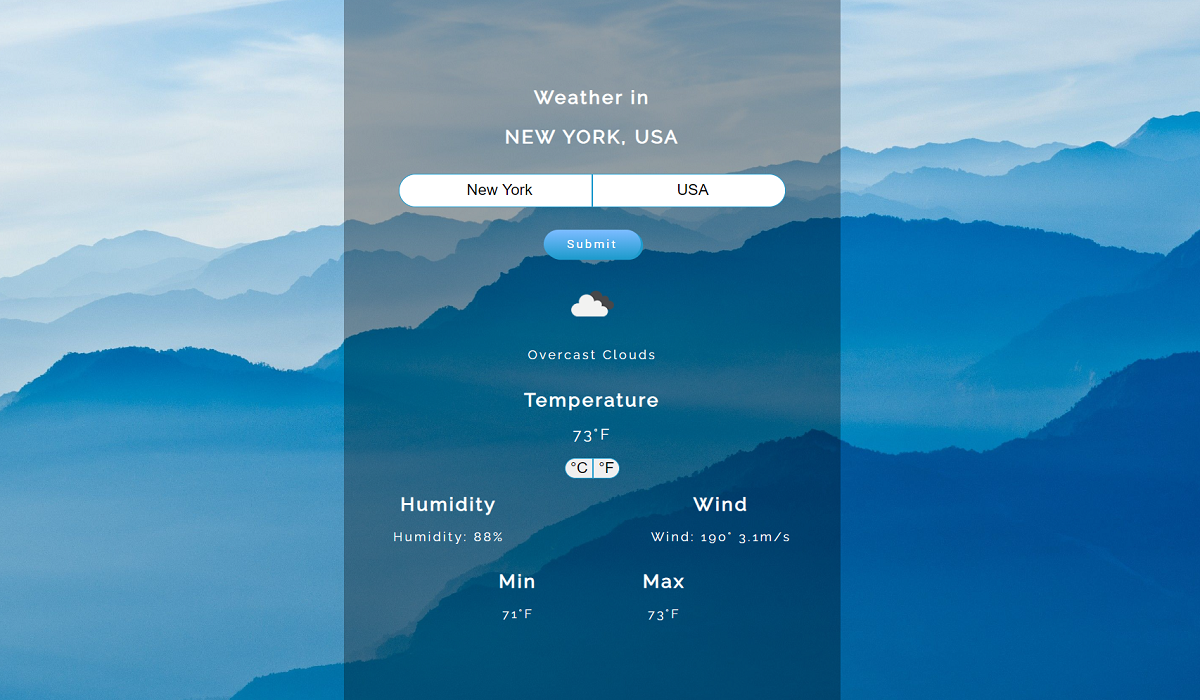 Weather in
NEW YORK, USA
New York USA
Submit
Overcast Clouds
Temperature
73°F
°C °F
Humidity Wind
Humidity: 88% Wind: 190° 3.1m/s
Min Max
71°F 73°F